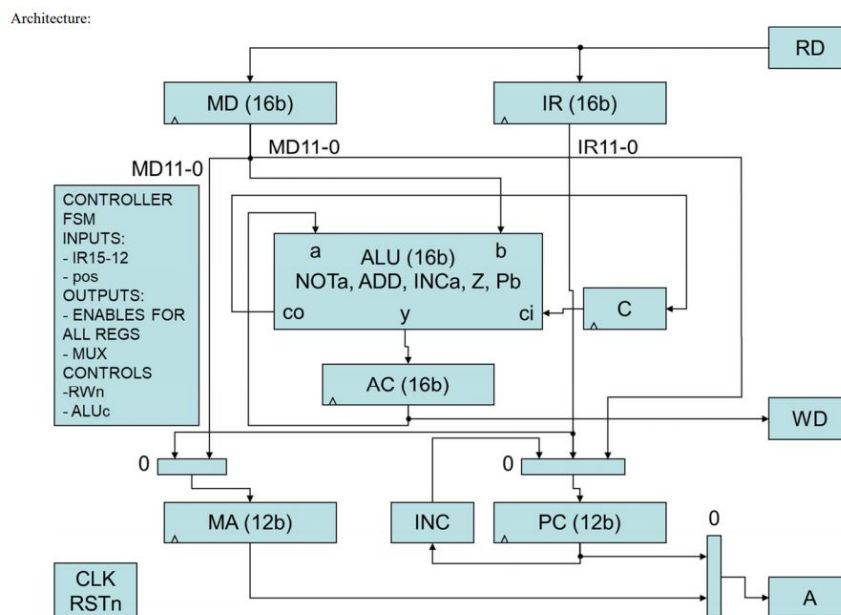 Architecture:
RD
MD (16b)
IR (16b)
MD11-0
IR11-0
MD11-0
CONTROLLER
FSM
INPUTS:
- IR15-12
- pos
OUTPUTS:
- ENABLES FOR
ALL REGS
- MUX
CONTROLS
-RWn
- ALUc
a
b
ALU (16b)
NOTa, ADD, INCa, Z, Pb
co
y
ci
C
AC (16b)
WD
0
0
MA (12b)
INC
PC (12b)
0
CLK
RSTn
A